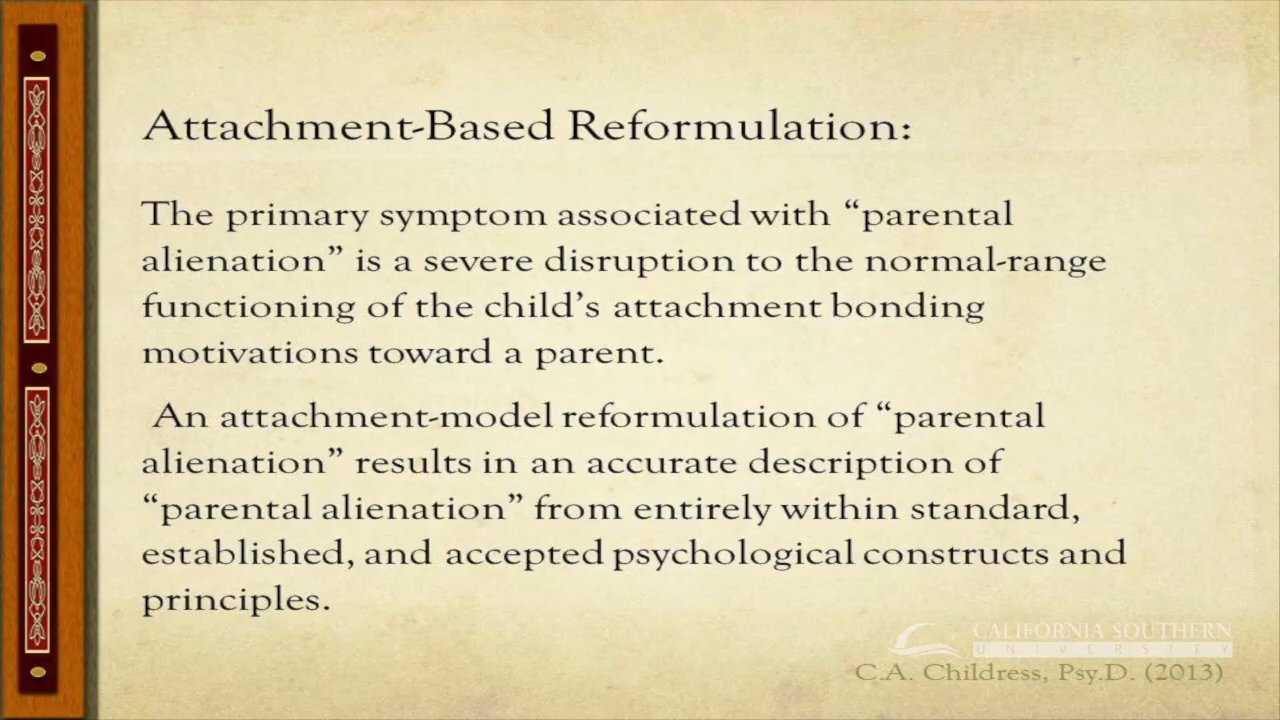 Attachment-Based Reformulation:
The primary symptom associated with “parental
alienation” is a severe disruption to the normal-range
functioning of the child’s attachment bonding
motivations toward a parent.
An attachment-model reformulation of “parental
alienation” results in an accurate description of
“parental alienation” from entirely within standard,
established, and accepted psychological constructs and
principles.
CALIFORNIA SOUTHERN
UNIVERSITY
C.A. Childress, Psy.D. (2013)